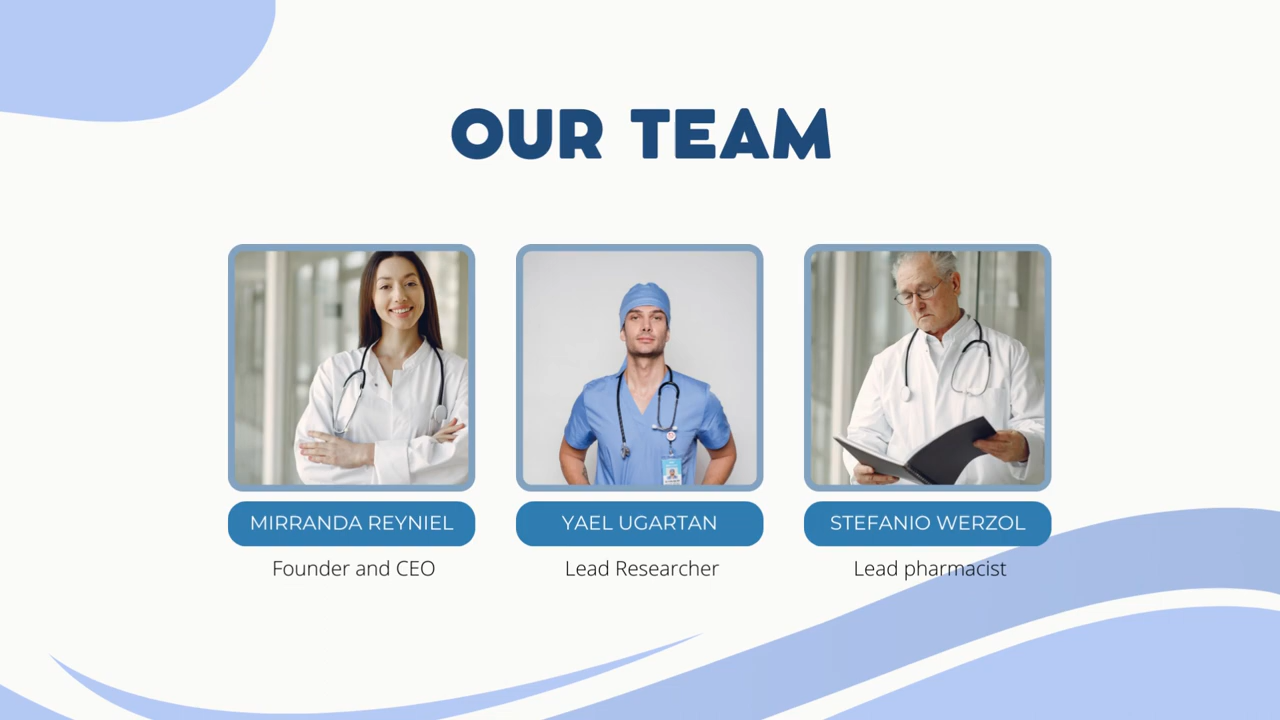 OUR TEAM
MIRRANDA REYNIEL
YAEL UGARTAN
STEFANIO WERZOL
Founder and CEO
Lead Researcher
Lead pharmacist